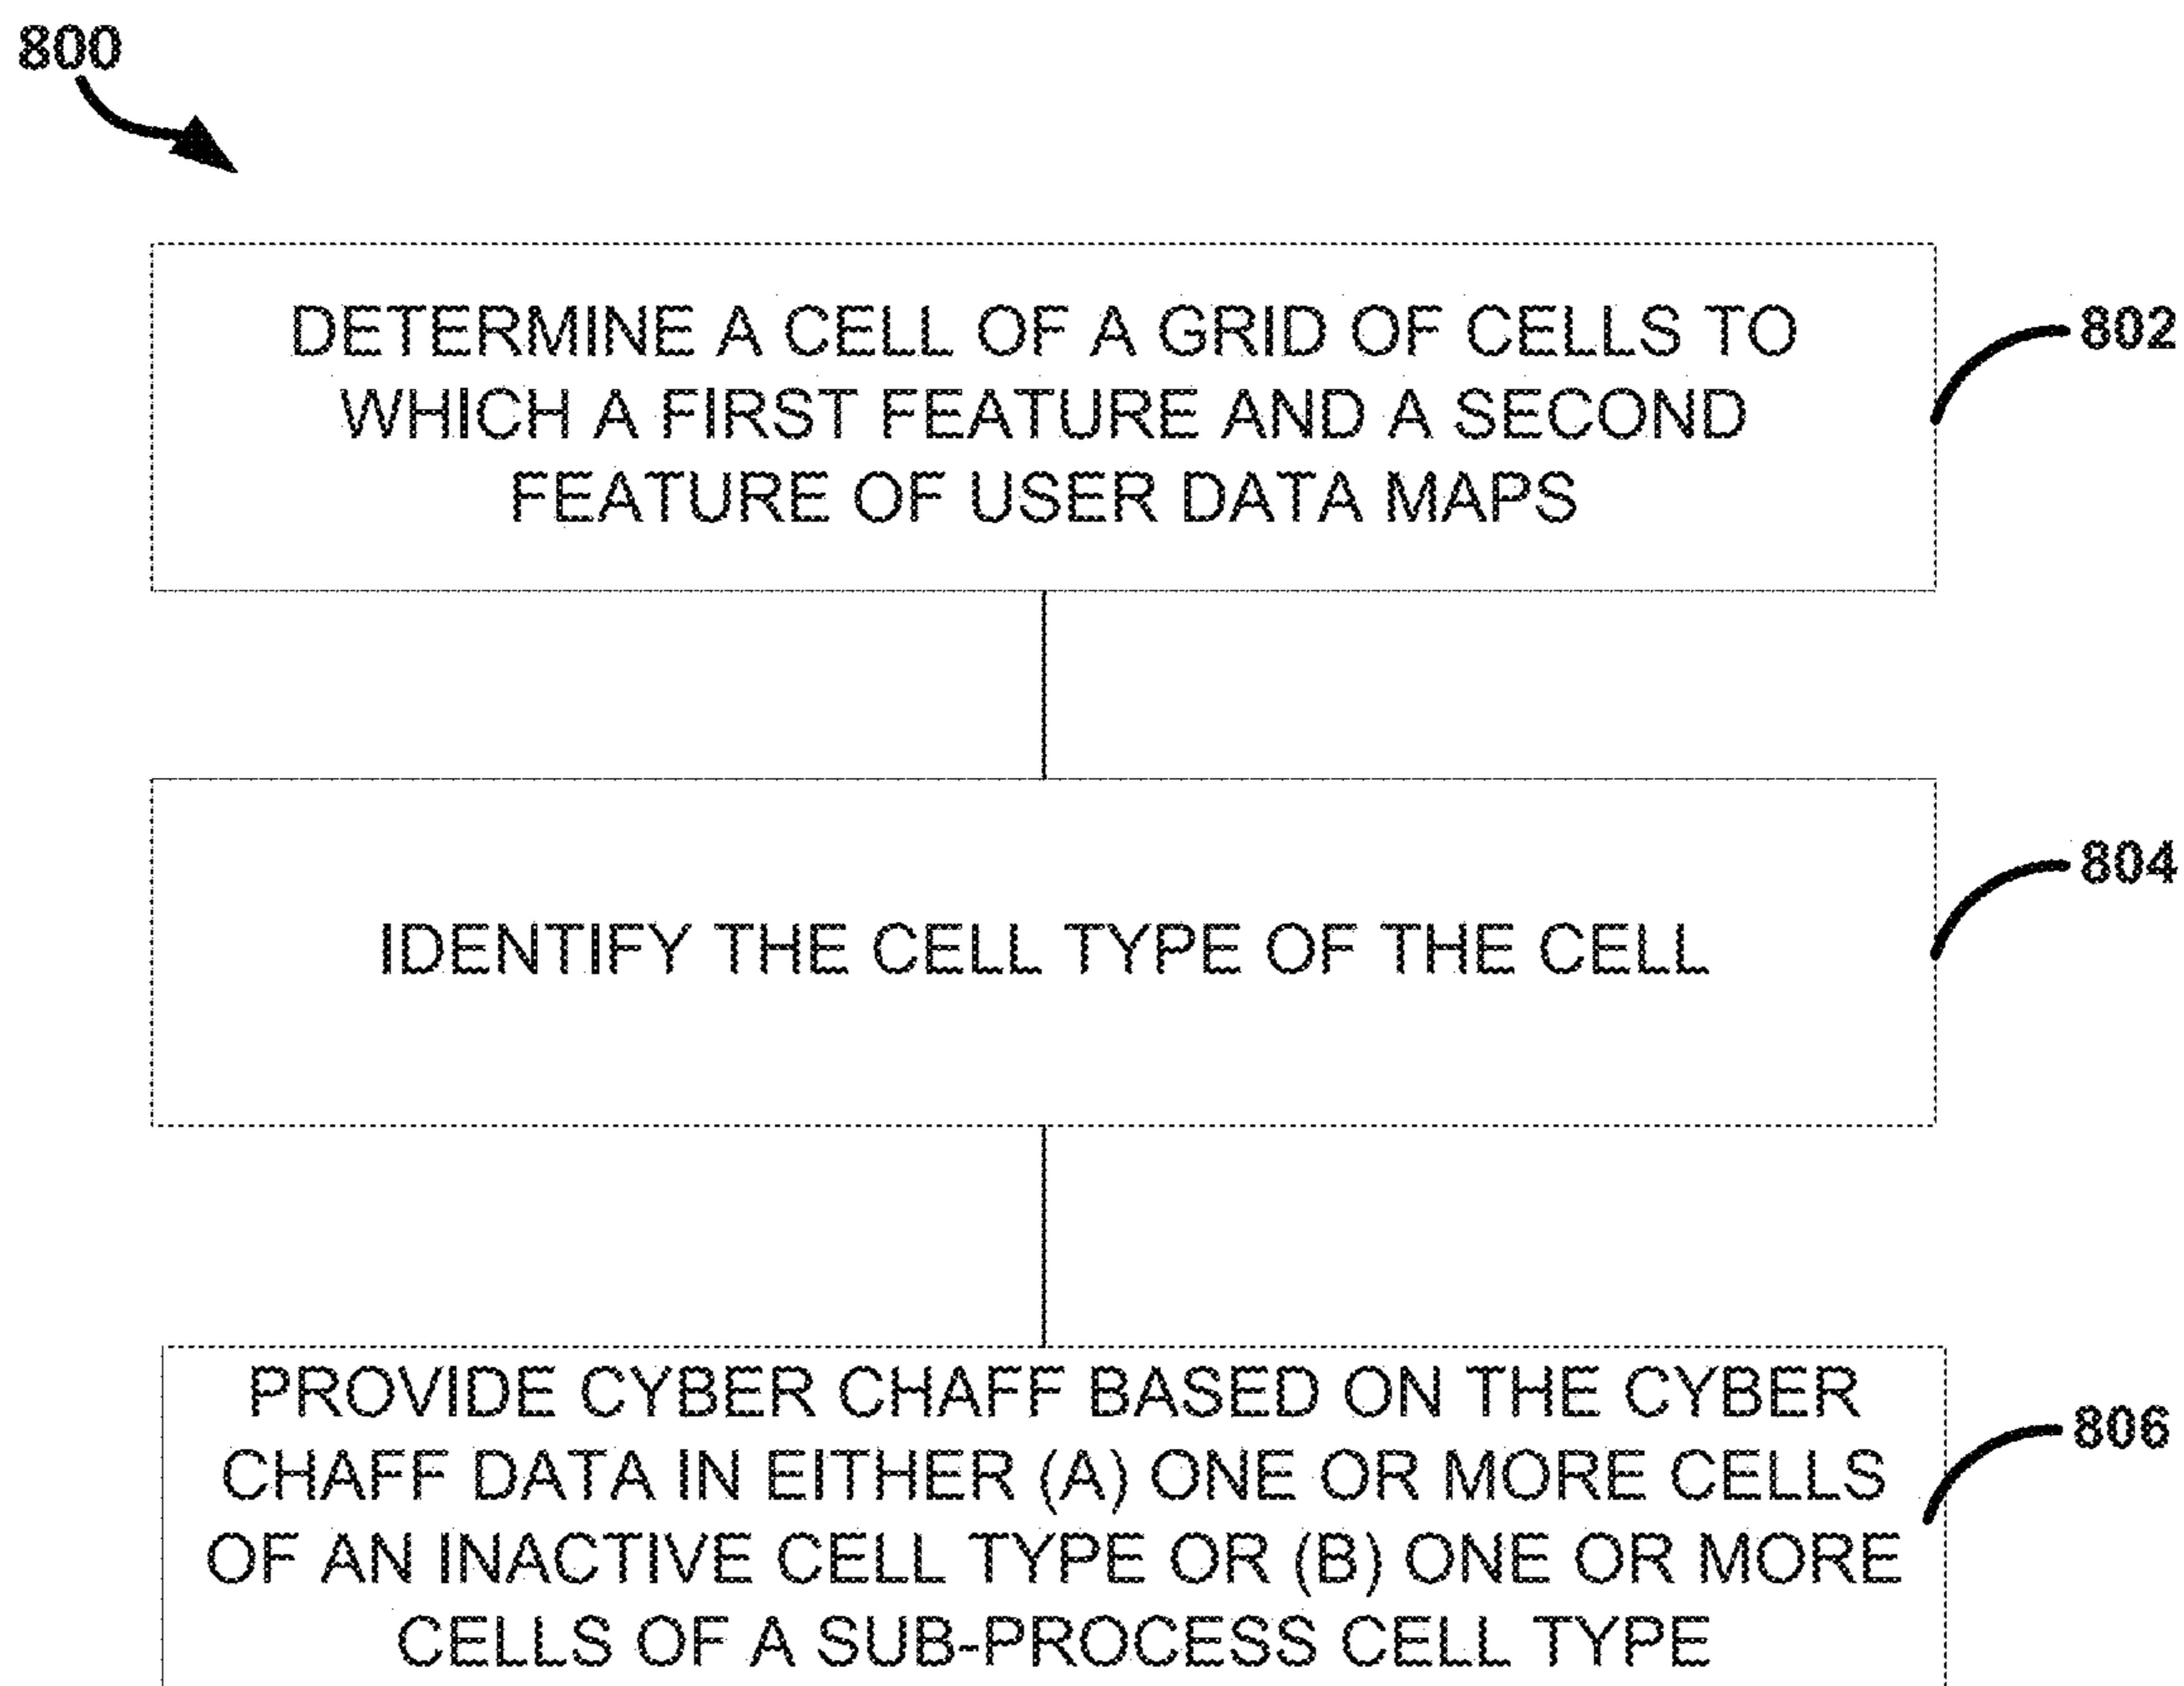 800
DETERMINE A CELL OF A GRID OF CELLS TO
WHICH A FIRST FEATURE AND A SECOND
FEATURE OF USER DATA MAPS
802
IDENTIFY THE CELL TYPE OF THE CELL
804
PROVIDE CYBER CHAFF BASED ON THE CYBER
CHAFF DATA IN EITHER (A) ONE OR MORE CELLS
OF AN INACTIVE CELL TYPE OR (B) ONE OR MORE
CELLS OF A SUB-PROCESS CELL TYPE
806